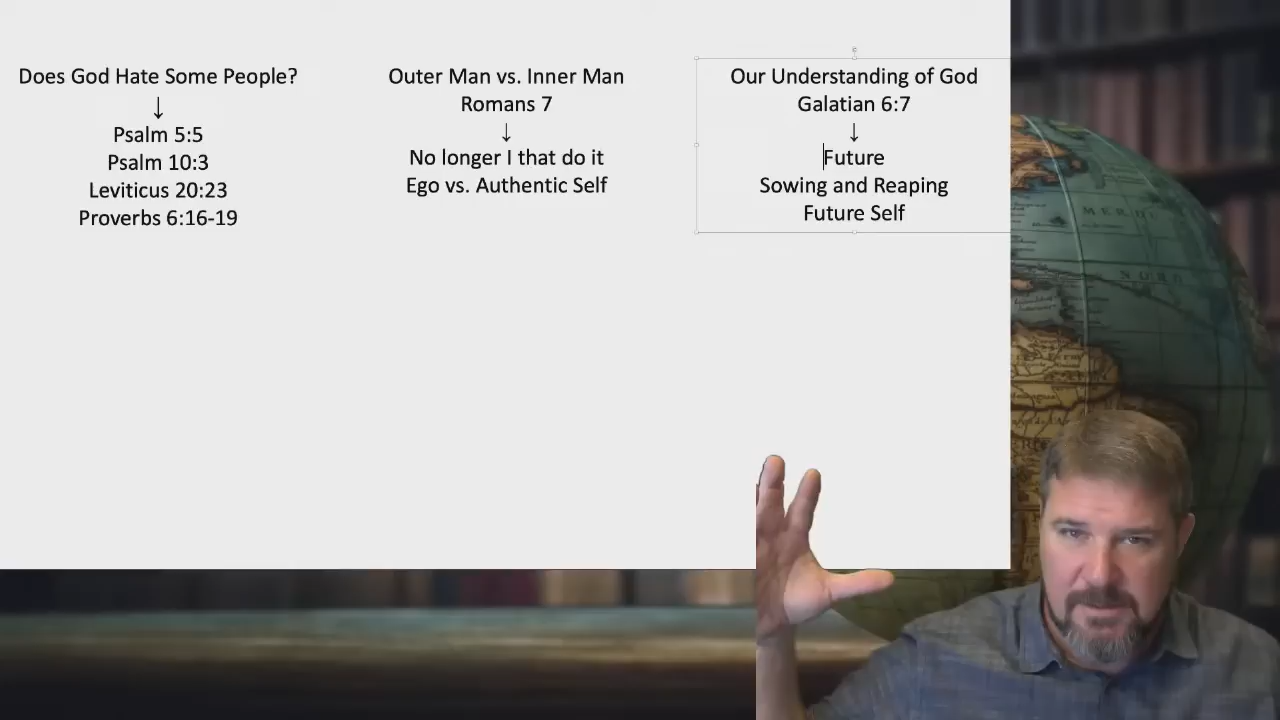 Does God Hate Some People?
↓
Psalm 5:5
Psalm 10:3
Leviticus 20:23
Proverbs 6:16-19
Outer Man vs. Inner Man
Romans 7
↓
No longer I that do it
Ego vs. Authentic Self
Our Understanding of God
Galatian 6:7
↓
Future
Sowing and Reaping
Future Self